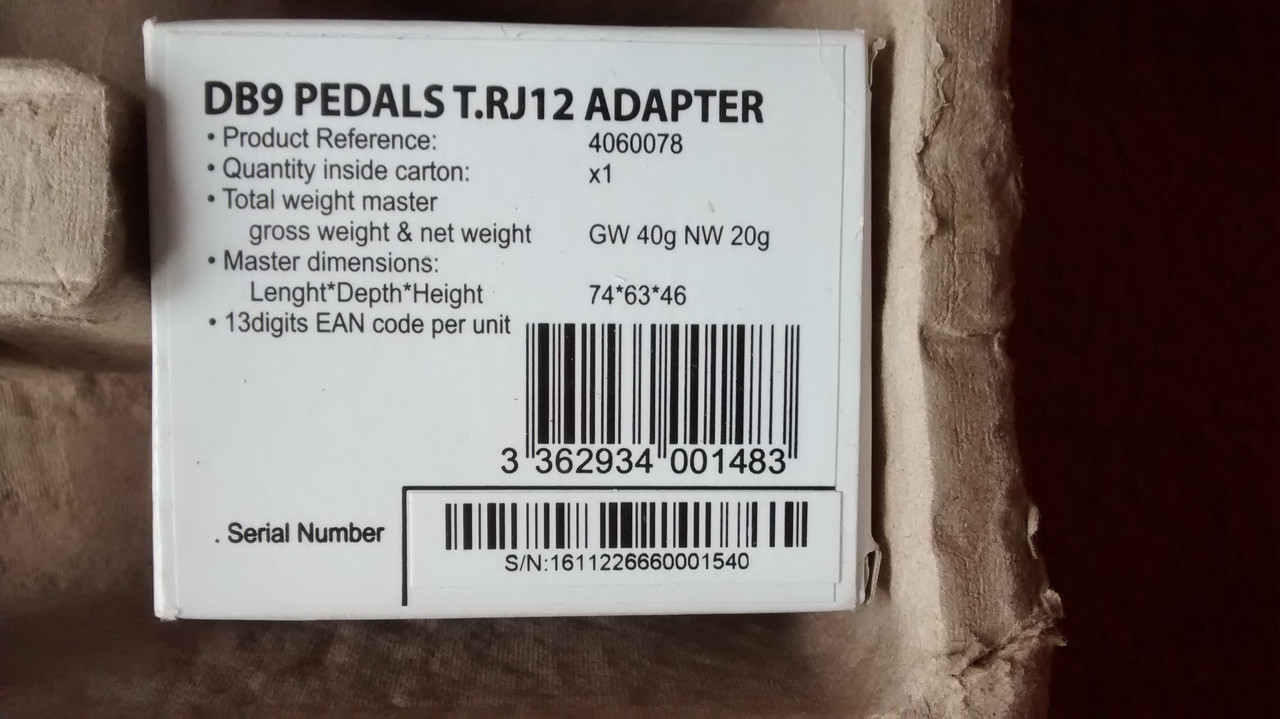 DB9 PEDALS T.RJ12 ADAPTER
• Product Reference: 4060078
• Quantity inside carton: x1
• Total weight master
gross weight & net weight GW 40g NW 20g
• Master dimensions:
Lenght*Depth*Height 74*63*46
• 13digits EAN code per unit
3 362934 001483
. Serial Number
S/N:1611226660001540